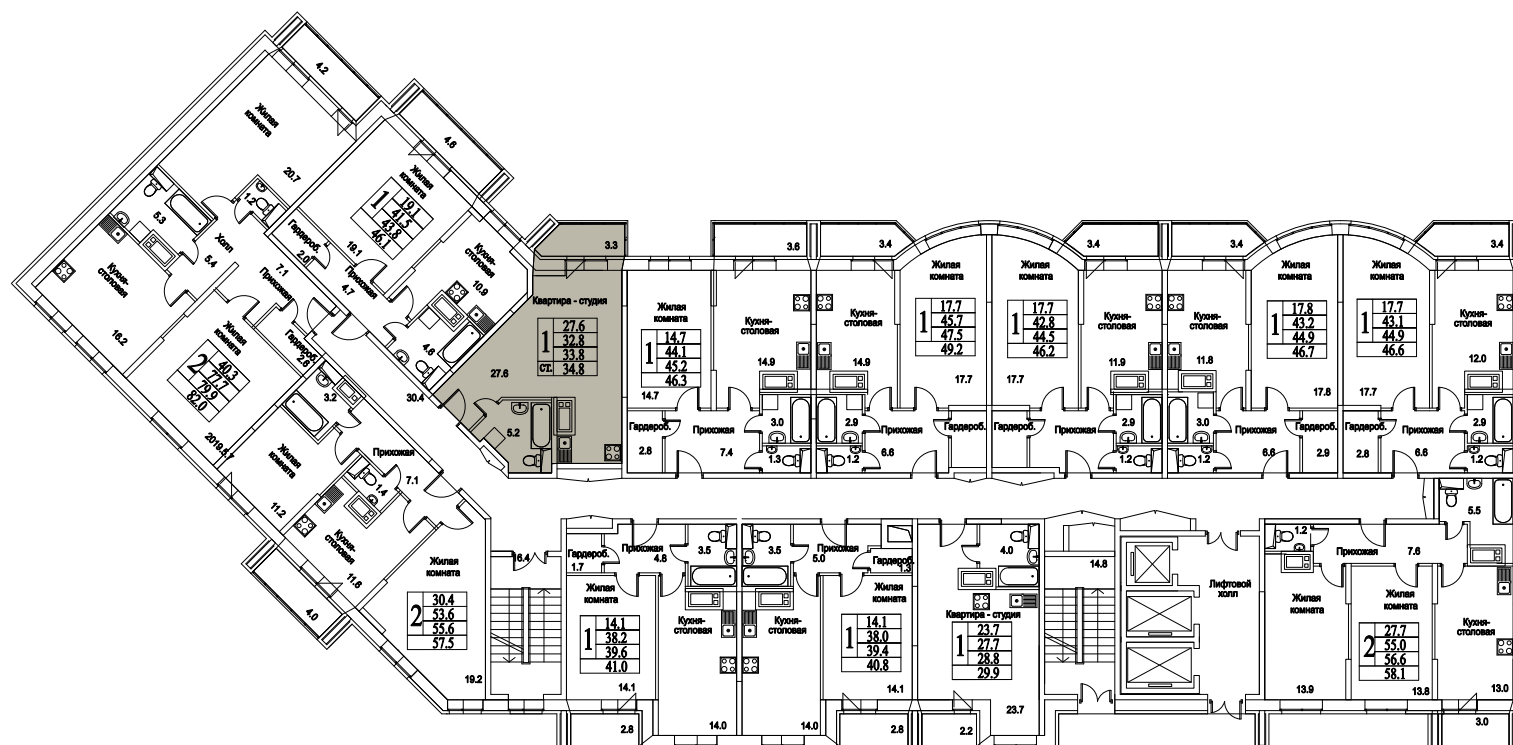 4.2
Жилая
комната
20.7
1.2
5.3
Холл
5.4
Кухня-
столовая
16.2
7.1
Прихожая
Гардероб.
2.6
Жилая
комната
2
40.3
77.7
79.9
82.0
4.6
Жилая
комната
1
19.1
41.5
43.8
46.1
19.1
Гардероб.
2.0
Прихожая
4.7
Кухня-
столовая
10.9
4.6
30.4
3.3
Квартира - студия
1
ст.
27.6
32.8
33.8
34.8
27.6
5.2
Жилая
комната
1
14.7
44.1
45.2
46.3
14.7
3.6
Кухня-
столовая
14.9
Гардероб.
2.8
Прихожая
7.4
3.0
1.3
3.4
Кухня-
столовая
14.9
Жилая
комната
1
17.7
45.7
47.5
49.2
17.7
2.9
1.2
Прихожая
6.6
Гардероб.
Жилая
комната
1
17.7
42.8
44.5
46.2
17.7
3.4
Кухня-
столовая
11.9
Гардероб.
Прихожая
2.9
1.2
3.4
Кухня-
столовая
11.8
Жилая
комната
1
17.8
43.2
44.9
46.7
17.8
3.0
1.2
Прихожая
6.6
Гардероб.
2.9
Жилая
комната
1
17.7
43.1
44.9
46.6
17.7
3.4
Кухня-
столовая
12.0
Гардероб.
2.8
Прихожая
6.6
2.9
1.2
3.2
Прихожая
7.1
1.4
Жилая
комната
11.2
Кухня-
столовая
11.6
4.0
Жилая
комната
2
30.4
53.6
55.6
57.5
19.2
6.4
Гардероб.
1.7
Прихожая
4.8
3.5
Жилая
комната
1
14.1
38.2
39.6
41.0
14.1
2.8
Кухня-
столовая
14.0
3.5
Прихожая
5.0
Гардероб.
1.3
Кухня-
столовая
14.0
Жилая
комната
1
14.1
38.0
39.4
40.8
14.1
2.8
4.0
Квартира - студия
1
23.7
27.7
28.8
29.9
23.7
2.2
14.8
Лифтовой
холл
1.2
Прихожая
7.6
5.5
Жилая
комната
13.9
Жилая
комната
2
27.7
55.0
56.6
58.1
13.8
Кухня-
столовая
13.0
3.0